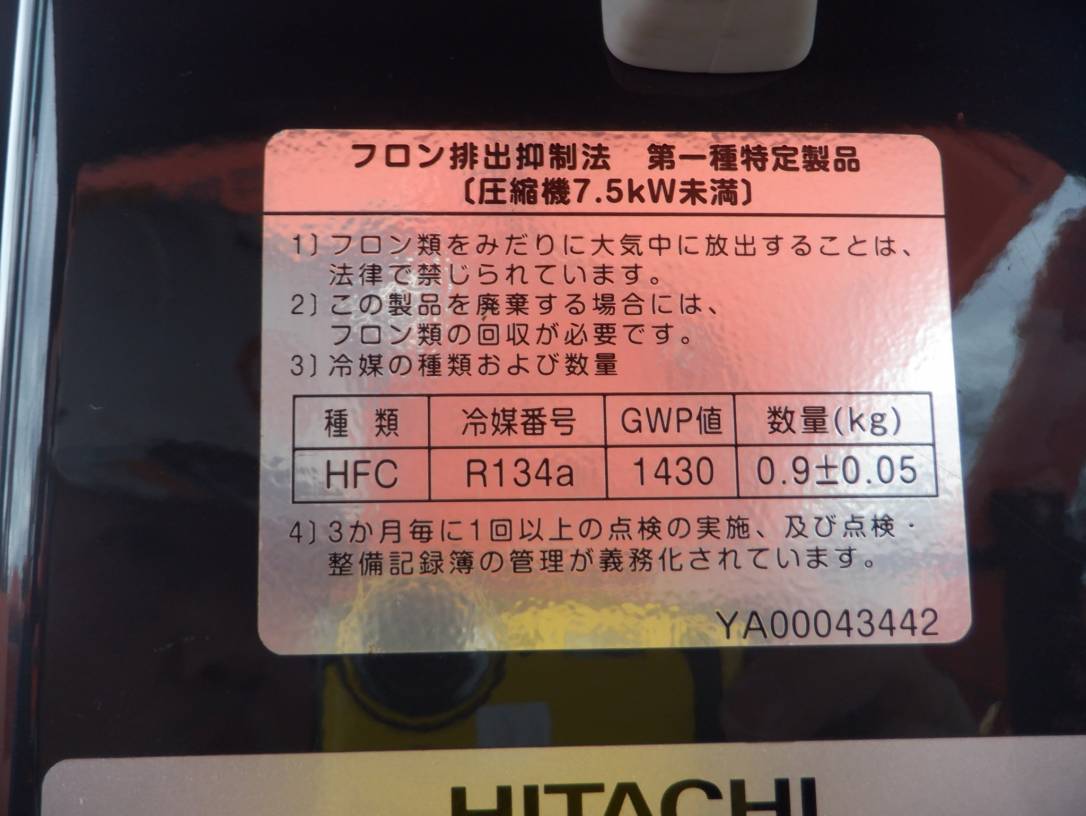 フロン排出抑制法　第一種特定製品
〔圧縮機7.5kW未満〕
1〕フロン類をみだりに大気中に放出することは、
法律で禁じられています。
2〕この製品を廃棄する場合には、
フロン類の回収が必要です。
3〕冷媒の種類および数量
種 類 冷媒番号 GWP値 数量(kg)
HFC R134a 1430 0.9±0.05
4〕3か月毎に1回以上の点検の実施、及び点検・
整備記録簿の管理が義務化されています。
YA00043442
HITACHI